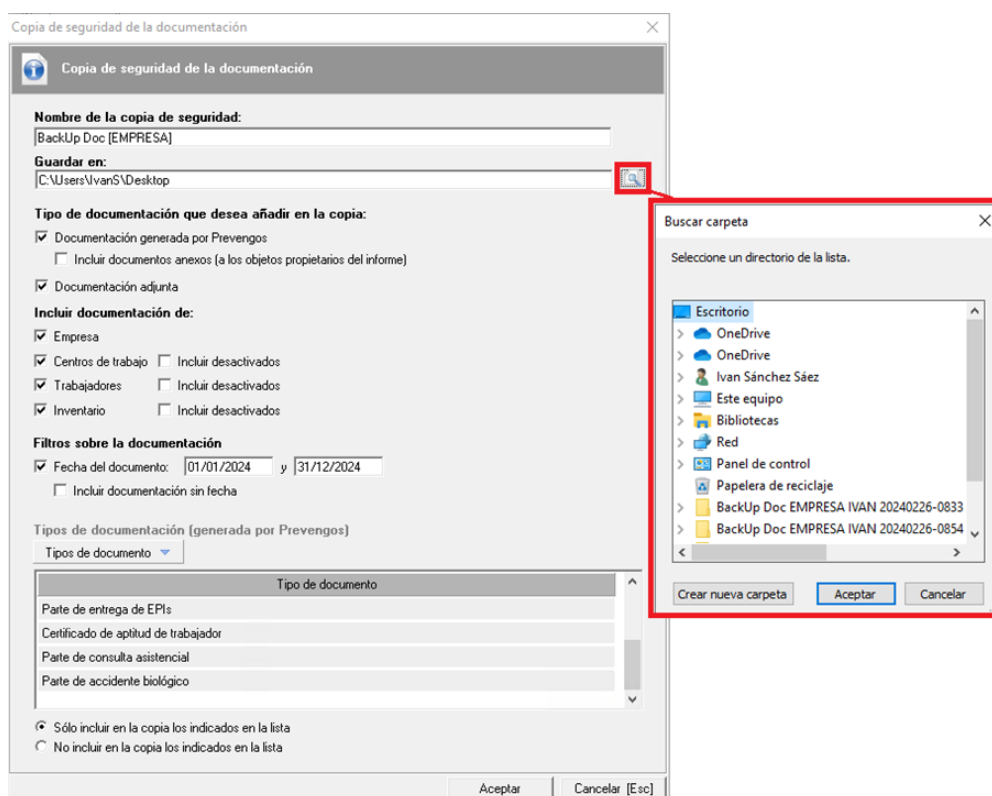 Copia de seguridad de la documentación
Copia de seguridad de la documentación
Nombre de la copia de seguridad:
BackUp Doc [EMPRESA]
Guardar en:
C:\Users\IvanS\Desktop
Tipo de documentación que desea añadir en la copia:
Documentación generada por Prevengos
Incluir documentos anexos (a los objetos propietarios del informe)
Documentación adjunta
Incluir documentación de:
Empresa
Centros de trabajo Incluir desactivados
Trabajadores Incluir desactivados
Inventario Incluir desactivados
Filtros sobre la documentación
Fecha del documento: 01/01/2024 y 31/12/2024
Incluir documentación sin fecha
Tipos de documentación (generada por Prevengos)
Tipos de documento
Tipo de documento
Parte de entrega de EPIs
Certificado de aptitud de trabajador
Parte de consulta asistencial
Parte de accidente biológico
Sólo incluir en la copia los indicados en la lista
No incluir en la copia los indicados en la lista
Aceptar Cancelar [Esc]
Buscar carpeta
Seleccione un directorio de la lista.
Escritorio
OneDrive
OneDrive
Ivan Sánchez Sáez
Este equipo
Bibliotecas
Red
Panel de control
Papelera de reciclaje
BackUp Doc EMPRESA IVAN 20240226-0833
BackUp Doc EMPRESA IVAN 20240226-0854
Crear nueva carpeta Aceptar Cancelar